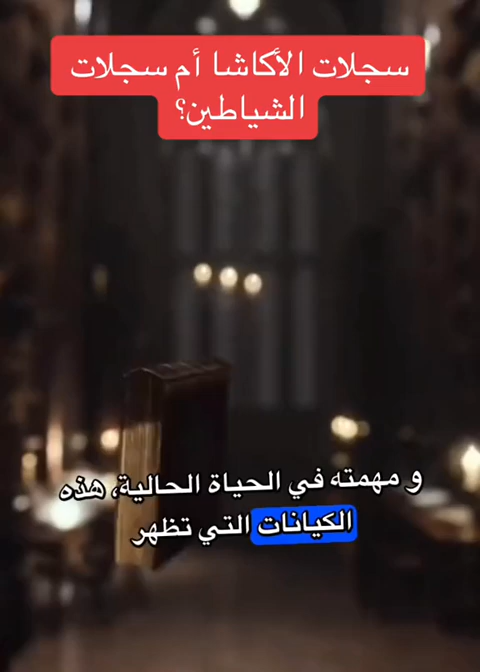 سجلات الأكاشا أم سجلات
الشياطين؟
و مهمته في الحياة الحالية، هذه
الكيانات التي تظهر